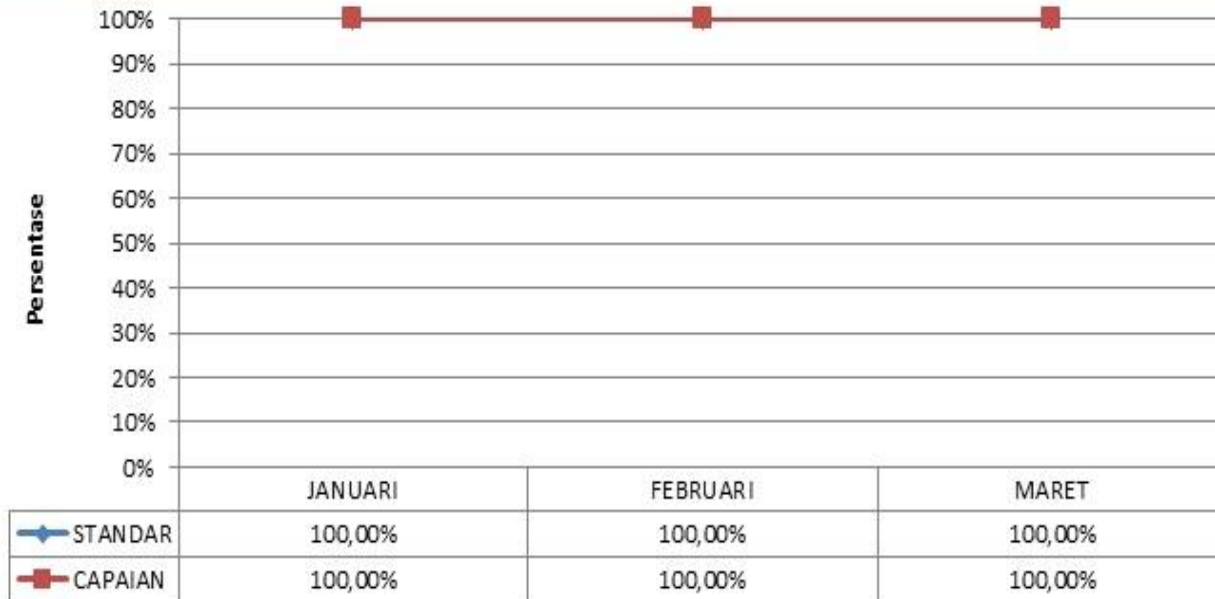 100%
90%
80%
70%
60%
50%
40%
30%
20%
10%
0%
Persentase
JANUARI FEBRUARI MARET
STANDAR 100,00% 100,00% 100,00%
CAPAIAN 100,00% 100,00% 100,00%